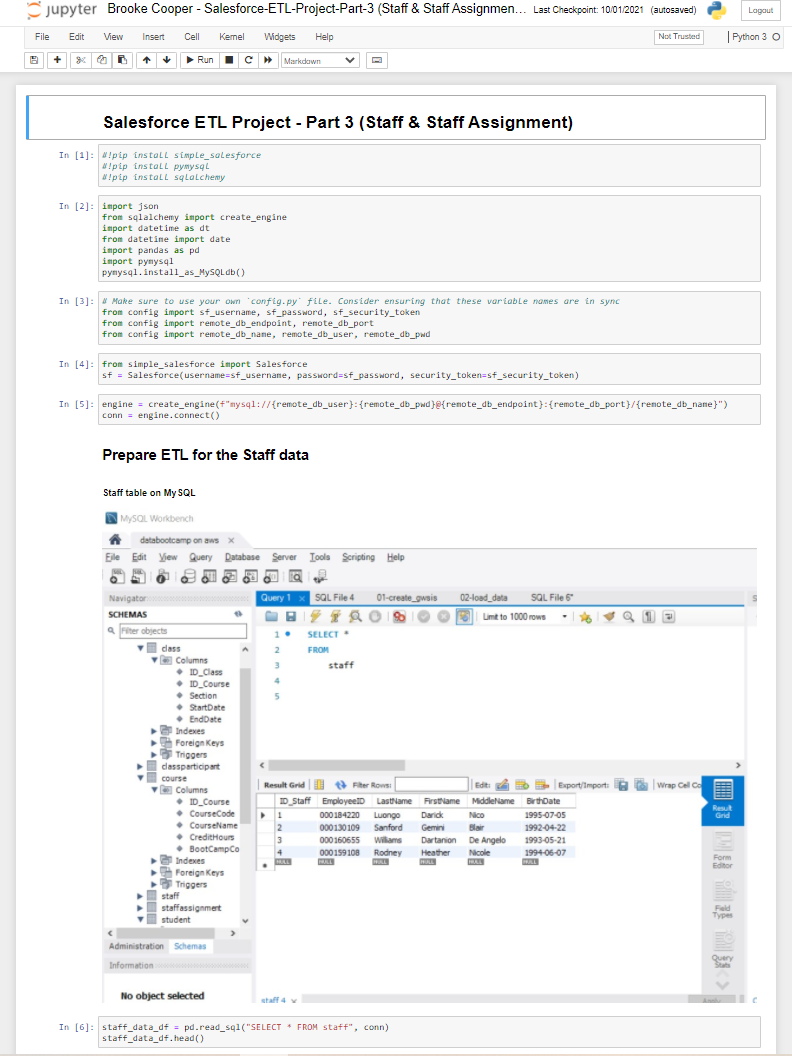 jupyter Brooke Cooper - Salesforce-ETL-Project-Part-3 (Staff & Staff Assignmen... Last Checkpoint: 10/01/2021 (autosaved) Logout
File Edit View Insert Cell Kernel Widgets Help Not Trusted Python 3
Run Markdown
Salesforce ETL Project - Part 3 (Staff & Staff Assignment)
In [1]: #!pip install simple_salesforce
#!pip install pymysql
#!pip install sqlalchemy
In [2]: import json
from sqlalchemy import create_engine
import datetime as dt
from datetime import date
import pandas as pd
import pymysql
pymysql.install_as_MySQLdb()
In [3]: # Make sure to use your own `config.py` file. Consider ensuring that these variable names are in sync
from config import sf_username, sf_password, sf_security_token
from config import remote_db_endpoint, remote_db_port
from config import remote_db_name, remote_db_user, remote_db_pwd
In [4]: from simple_salesforce import Salesforce
sf = Salesforce(username=sf_username, password=sf_password, security_token=sf_security_token)
In [5]: engine = create_engine(f"mysql://{remote_db_user}:{remote_db_pwd}@{remote_db_endpoint}:{remote_db_port}/{remote_db_name}")
conn = engine.connect()
Prepare ETL for the Staff data
Staff table on MySQL
MySQL Workbench
databootcamp on aws
File Edit View Query Database Server Tools Scripting Help
Navigator
SCHEMAS
Filter objects
class
Columns
ID_Class
ID_Course
Section
StartDate
EndDate
Indexes
Foreign Keys
Triggers
classparticipant
course
Columns
ID_Course
CourseCode
CourseName
CreditHours
BootCampCo
Indexes
Foreign Keys
Triggers
staff
staffassignment
student
Administration Schemas
Information
No object selected
Query 1 SQL File 4 01-create_gwsis 02-load_data SQL File 6*
Limit to 1000 rows
1 SELECT *
2 FROM
3 staff
4
5
Result Grid Filter Rows: Edit: Export/Import: Wrap Cell Co
ID_Staff EmployeeID LastName FirstName MiddleName BirthDate
1 000184220 Luongo Darick Nico 1995-07-05
2 000130109 Sanford Gemini Blair 1992-04-22
3 000160655 Williams Dartanion De Angelo 1993-05-21
4 000159108 Rodney Heather Nicole 1994-06-07
NULL NULL NULL NULL NULL NULL
Result Grid
Form Editor
Field Types
Query Stats
staff 4 Apply
In [6]: staff_data_df = pd.read_sql("SELECT * FROM staff", conn)
staff_data_df.head()